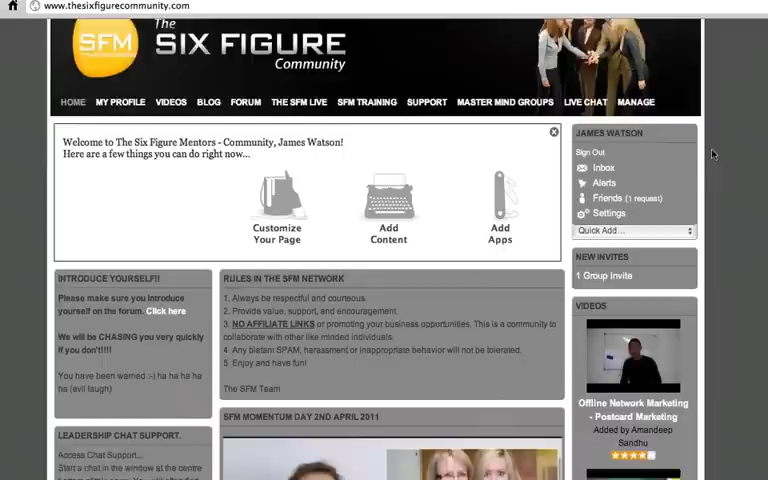 www.thesixfigurecommunity.com
SFM
The
SIX FIGURE
Community
HOME MY PROFILE VIDEOS BLOG FORUM THE SFM LIVE SFM TRAINING SUPPORT MASTER MIND GROUPS LIVE CHAT MANAGE
Welcome to The Six Figure Mentors - Community, James Watson!
Here are a few things you can do right now...
Customize
Your Page
Add
Content
Add
Apps
JAMES WATSON
Sign Out
Inbox
Alerts
Friends (1 request)
Settings
Quick Add...
NEW INVITES
1 Group Invite
INTRODUCE YOURSELF!!
Please make sure you introduce
yourself on the forum. Click here
We will be CHASING you very quickly
if you don't!!!!
You have been warned :-) ha ha ha ha
ha (evil laugh)
RULES IN THE SFM NETWORK
1. Always be respectful and courteous.
2. Provide value, support, and encouragement.
3. NO AFFILIATE LINKS or promoting your business opportunities. This is a community to
collaborate with other like minded individuals.
4 Any blatant SPAM, harassment or inappropriate behavior will not be tolerated.
5 Enjoy and have fun!
The SFM Team
VIDEOS
Offline Network Marketing
- Postcard Marketing
Added by Amandeep
Sandhu
SFM MOMENTUM DAY 2ND APRIL 2011
LEADERSHIP CHAT SUPPORT.
Access Chat Support...
Start a chat in the window at the centre